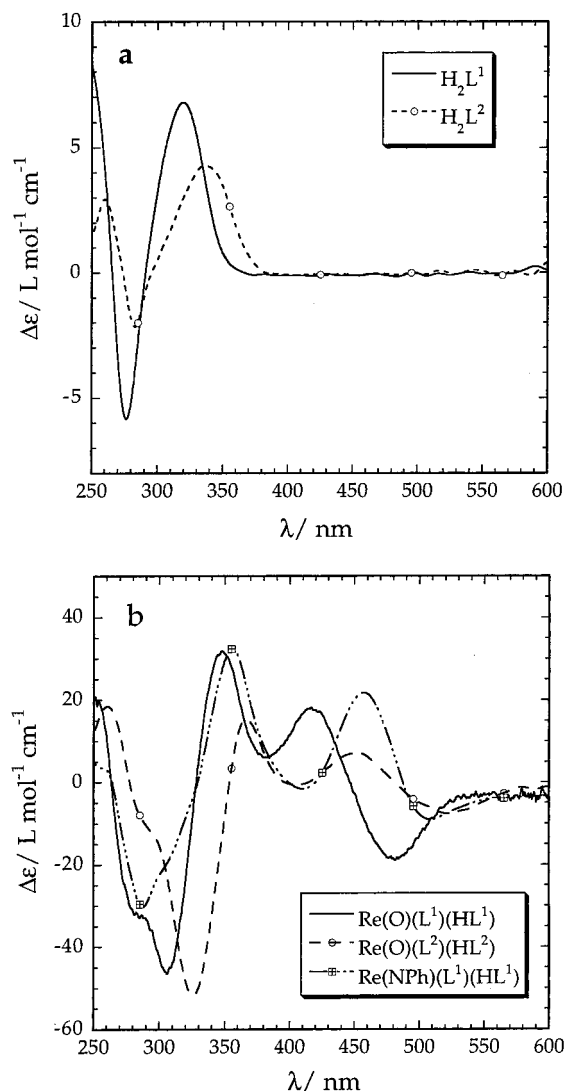 10
a
H₂L¹
H₂L²
5
0
-5
Δε/ L mol⁻¹ cm⁻¹
250 300 350 400 450 500 550 600
λ/ nm
b
40
20
0
-20
-40
-60
Δε/ L mol⁻¹ cm⁻¹
Re(O)(L¹)(HL¹)
Re(O)(L²)(HL²)
Re(NPh)(L¹)(HL¹)
250 300 350 400 450 500 550 600
λ/ nm